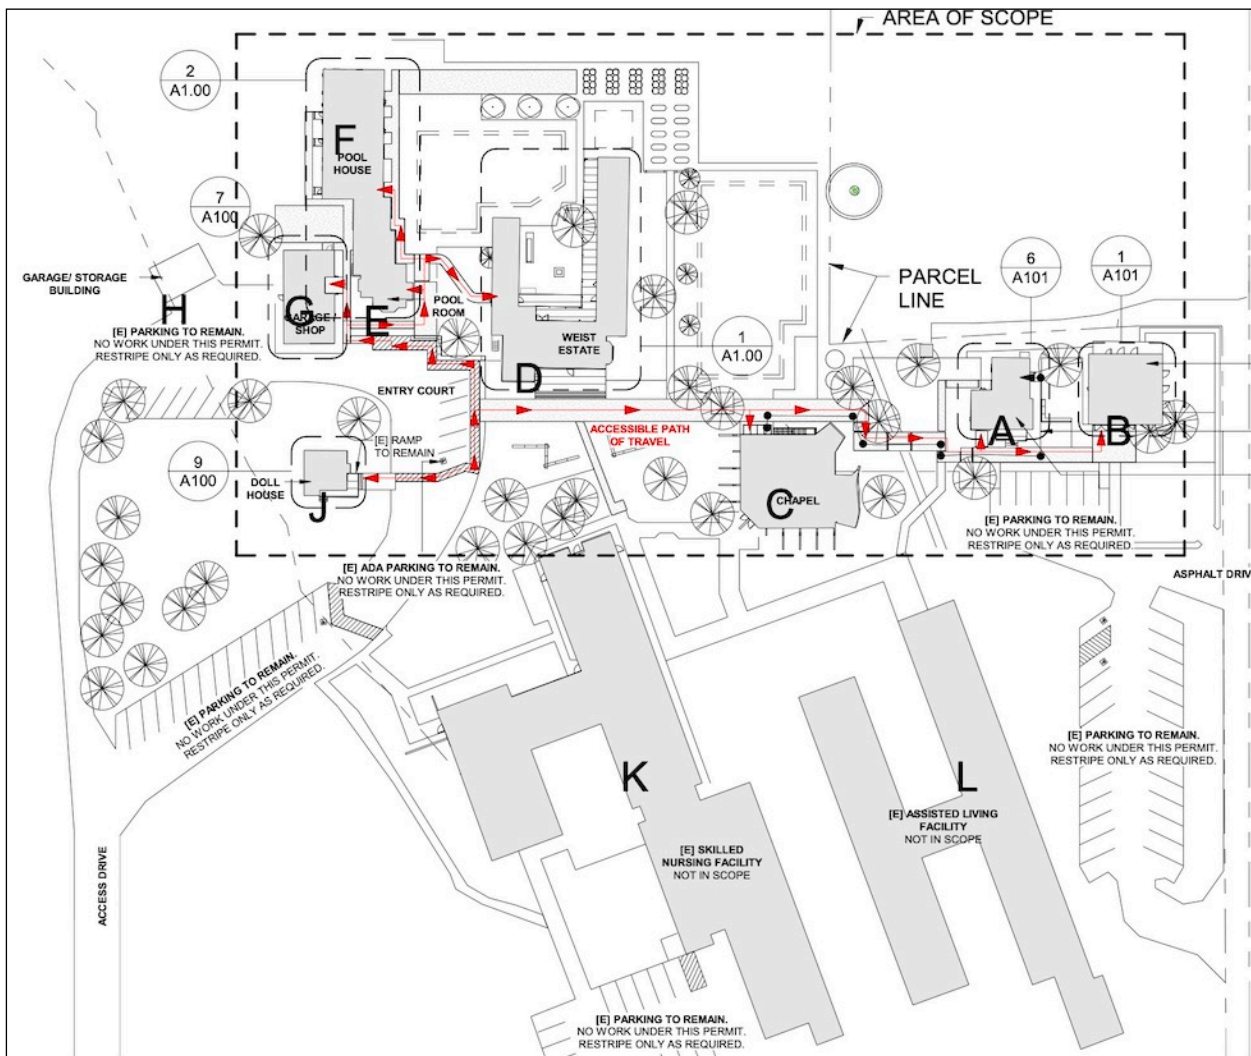 AREA OF SCOPE
2
A1.00
F
POOL
HOUSE
7
A100
GARAGE/ STORAGE
BUILDING
H
G
GARAGE /
SHOP
E
POOL
ROOM
[E] PARKING TO REMAIN.
NO WORK UNDER THIS PERMIT.
RESTRIPE ONLY AS REQUIRED.
WEIST
ESTATE
D
1
A1.00
PARCEL
LINE
6
A101
1
A101
ENTRY COURT
ACCESSIBLE PATH
OF TRAVEL
A
B
[E] RAMP
TO REMAIN
9
A100
DOLL
HOUSE
J
C
CHAPEL
[E] PARKING TO REMAIN.
NO WORK UNDER THIS PERMIT.
RESTRIPE ONLY AS REQUIRED.
[E] ADA PARKING TO REMAIN.
NO WORK UNDER THIS PERMIT.
RESTRIPE ONLY AS REQUIRED.
ASPHALT DRIV
[E] PARKING TO REMAIN.
NO WORK UNDER THIS PERMIT.
RESTRIPE ONLY AS REQUIRED.
[E] PARKING TO REMAIN.
NO WORK UNDER THIS PERMIT.
RESTRIPE ONLY AS REQUIRED.
K
L
[E] ASSISTED LIVING
FACILITY
NOT IN SCOPE
[E] SKILLED
NURSING FACILITY
NOT IN SCOPE
ACCESS DRIVE
[E] PARKING TO REMAIN.
NO WORK UNDER THIS PERMIT.
RESTRIPE ONLY AS REQUIRED.